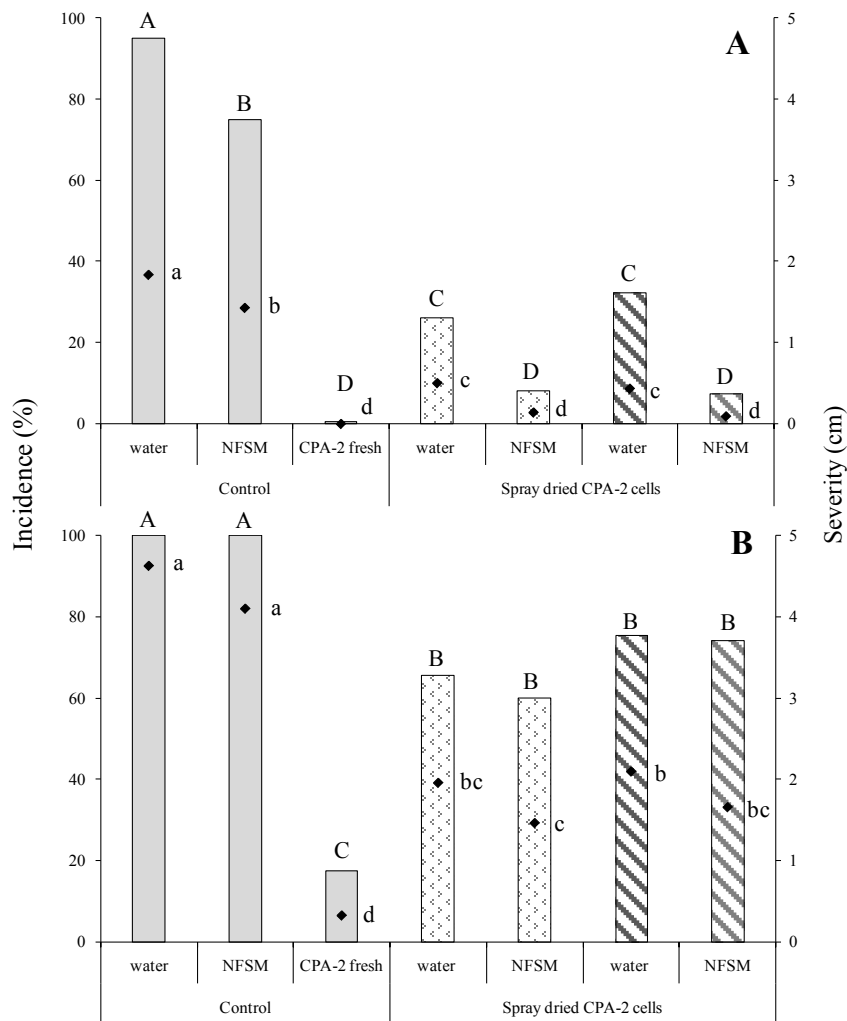 Incidence (%)
Severity (cm)
A
100
80
60
40
20
0
5
4
3
2
1
0
A
B
D
C
D
C
D
a
b
d
c
d
c
d
water NFSM CPA-2 fresh water NFSM water NFSM
Control Spray dried CPA-2 cells
B
100
80
60
40
20
0
5
4
3
2
1
0
A
A
C
B
B
B
B
a
a
d
bc
c
b
bc
water NFSM CPA-2 fresh water NFSM water NFSM
Control Spray dried CPA-2 cells